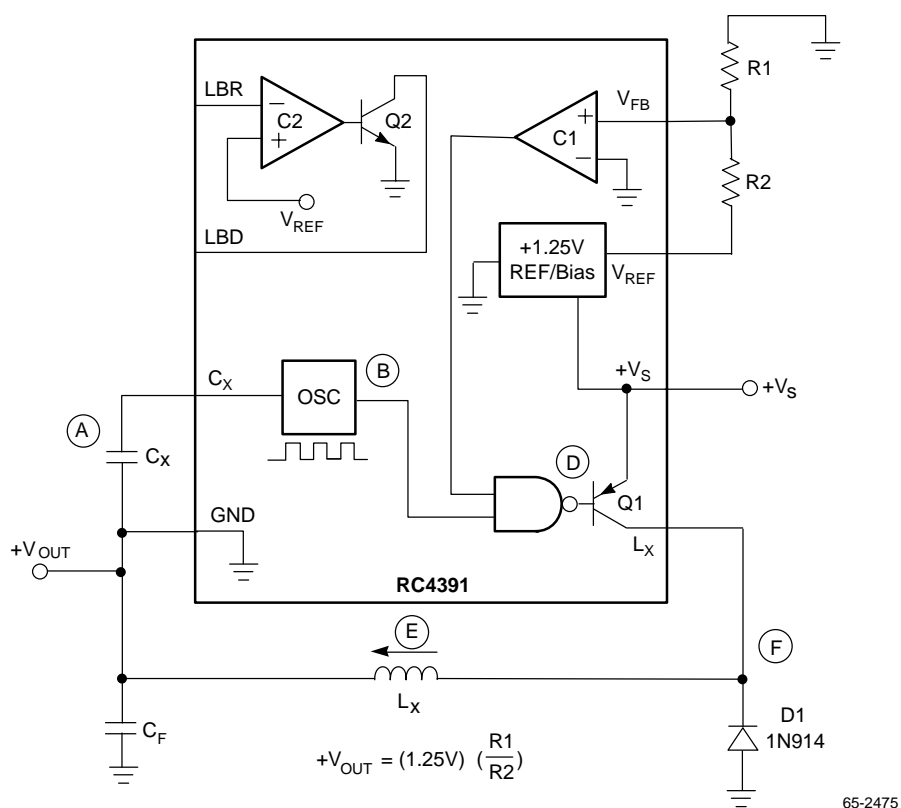 R1
LBR
C2
−
+
Q2
V_REF
LBD
V_FB
C1
+
−
R2
+1.25V
REF/Bias
V_REF
+V_S
+V_S
C_X
OSC
B
A
C_X
D
Q1
GND
L_X
+V_OUT
RC4391
E
F
L_X
C_F
D1
1N914
+V_OUT = (1.25V) (R1/R2)
65-2475